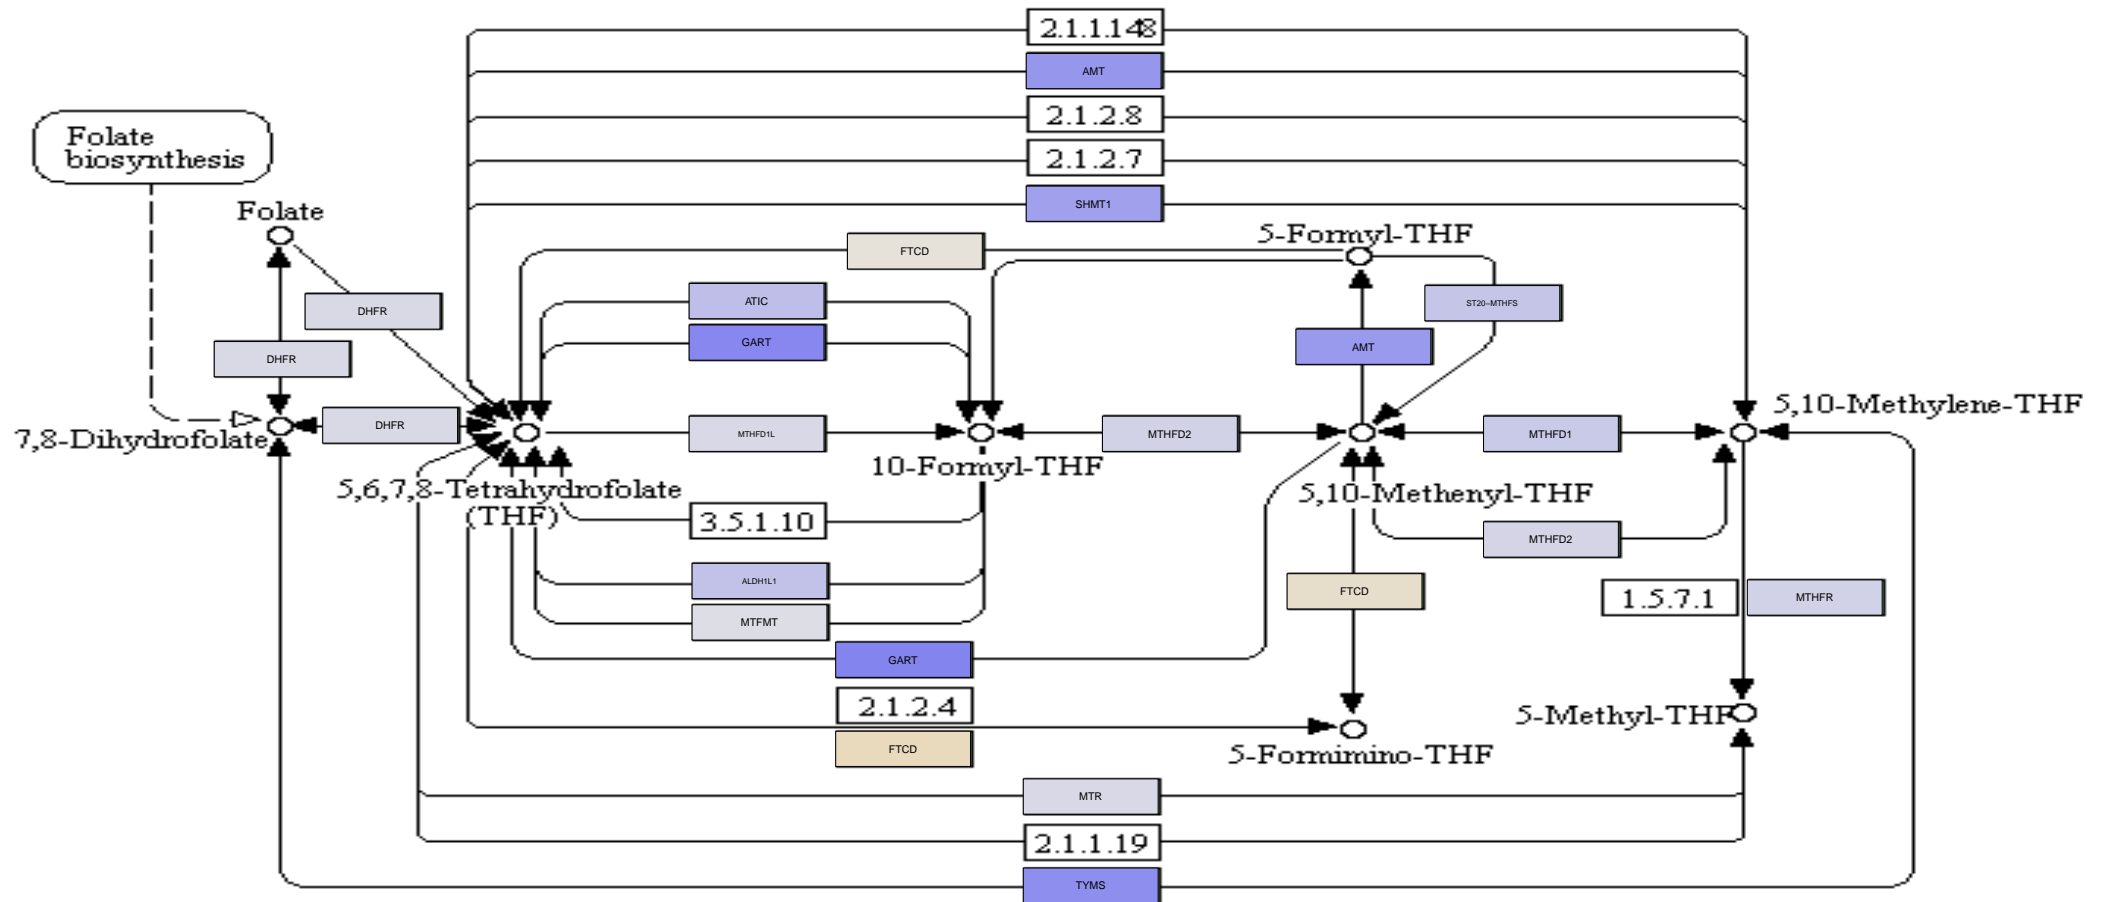 2.1.1.148
AMT
2.1.2.8
Folate
biosynthesis
2.1.2.7
SHMT1
Folate
5-Formyl-THF
FTCD
ATIC
ST20-MTHFS
DHFR
GART
AMT
DHFR
5,10-Methylene-THF
DHFR
MTHFD1L
MTHFD2
MTHFD1
7,8-Dihydrofolate
10-Formyl-THF
5,6,7,8-Tetrahydrofolate
(THF)
5,10-Methenyl-THF
3.5.1.10
MTHFD2
ALDH1L1
FTCD
1.5.7.1
MTHFR
MTFMT
GART
2.1.2.4
5-Methyl-THF
FTCD
5-Formimino-THF
MTR
2.1.1.19
TYMS